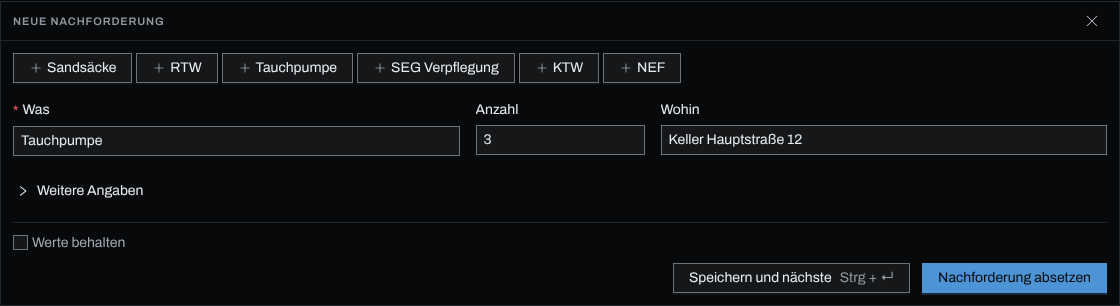 NEUE NACHFORDERUNG
+ Sandsäcke + RTW + Tauchpumpe + SEG Verpflegung + KTW + NEF
* Was Anzahl Wohin
Tauchpumpe 3 Keller Hauptstraße 12
Weitere Angaben
Werte behalten
Speichern und nächste Strg + ↵ Nachforderung absetzen